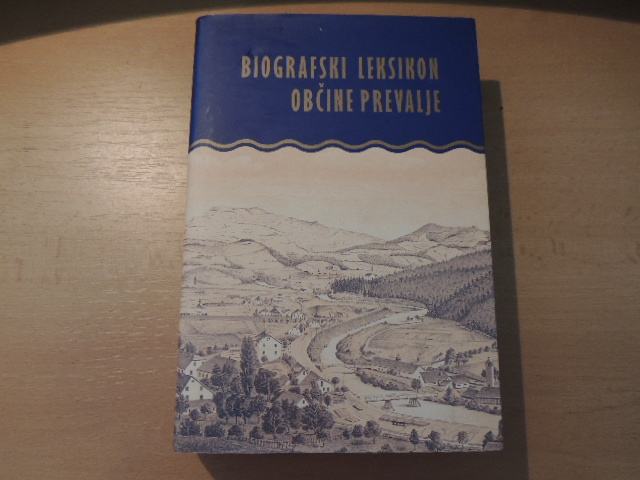 BIOGRAFSKI LEKSIKON
OBČINE PREVALJE